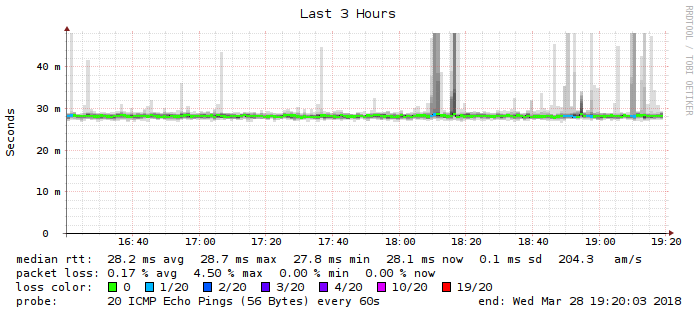 Last 3 Hours
RRDTOOL / TOBI OETIKER
Seconds
40 m
30 m
20 m
10 m
0
16:40 17:00 17:20 17:40 18:00 18:20 18:40 19:00 19:20
median rtt: 28.2 ms avg 28.7 ms max 27.8 ms min 28.1 ms now 0.1 ms sd 204.3 am/s
packet loss: 0.17 % avg 4.50 % max 0.00 % min 0.00 % now
loss color: 0 1/20 2/20 3/20 4/20 10/20 19/20
probe: 20 ICMP Echo Pings (56 Bytes) every 60s end: Wed Mar 28 19:20:03 2018